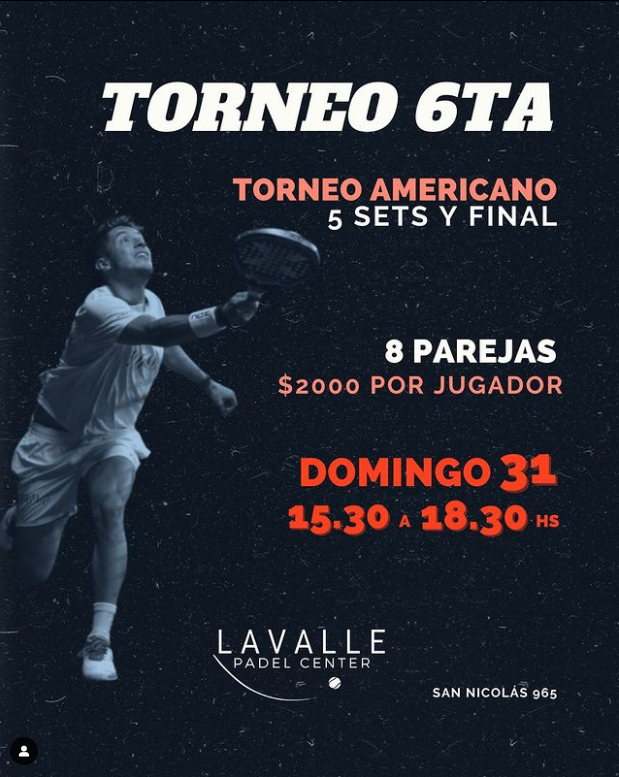 TORNEO 6TA
TORNEO AMERICANO
5 SETS Y FINAL
8 PAREJAS
$2000 POR JUGADOR
DOMINGO 31
15.30 A 18.30 HS
LAVALLE
PADEL CENTER
SAN NICOLÁS 965